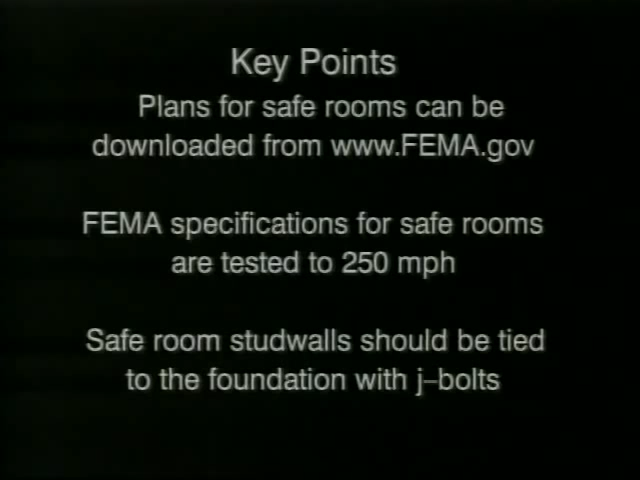 Key Points
Plans for safe rooms can be
downloaded from www.FEMA.gov
FEMA specifications for safe rooms
are tested to 250 mph
Safe room studwalls should be tied
to the foundation with j–bolts